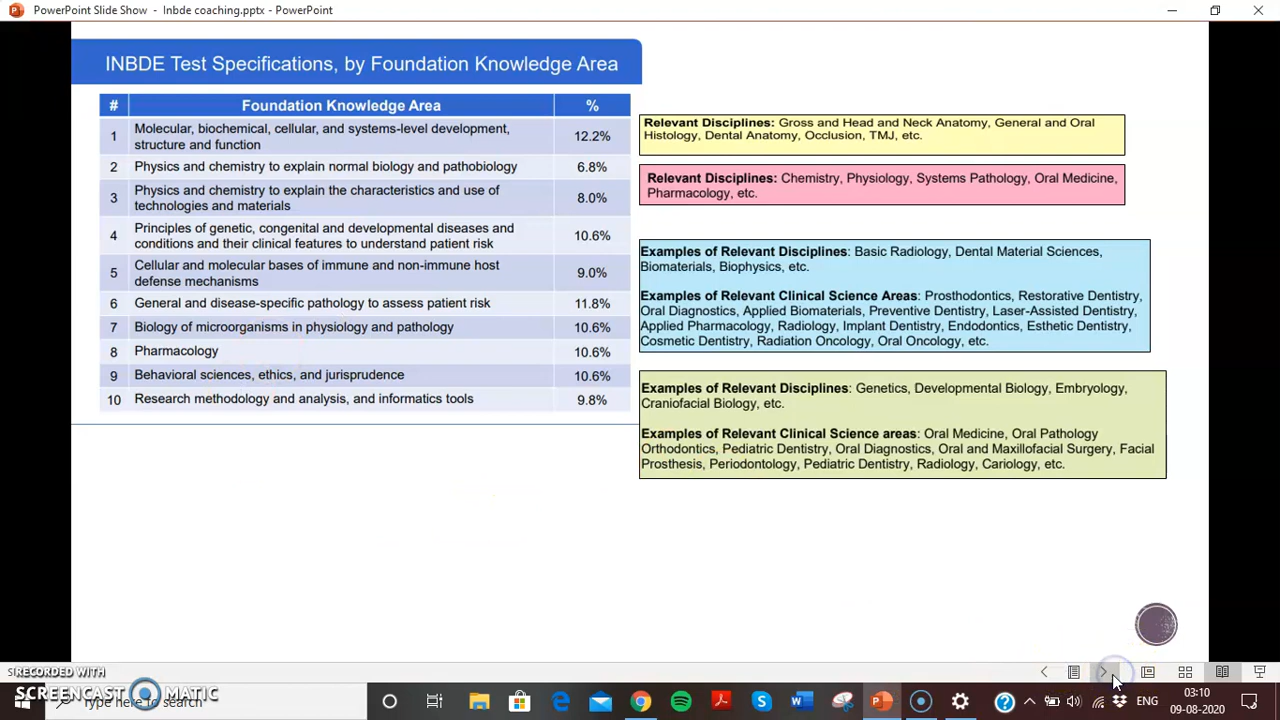 PowerPoint Slide Show - Inbde coaching.pptx - PowerPoint
INBDE Test Specifications, by Foundation Knowledge Area
# Foundation Knowledge Area %
1 Molecular, biochemical, cellular, and systems-level development, structure and function 12.2%
2 Physics and chemistry to explain normal biology and pathobiology 6.8%
3 Physics and chemistry to explain the characteristics and use of technologies and materials 8.0%
4 Principles of genetic, congenital and developmental diseases and conditions and their clinical features to understand patient risk 10.6%
5 Cellular and molecular bases of immune and non-immune host defense mechanisms 9.0%
6 General and disease-specific pathology to assess patient risk 11.8%
7 Biology of microorganisms in physiology and pathology 10.6%
8 Pharmacology 10.6%
9 Behavioral sciences, ethics, and jurisprudence 10.6%
10 Research methodology and analysis, and informatics tools 9.8%
Relevant Disciplines: Gross and Head and Neck Anatomy, General and Oral
Histology, Dental Anatomy, Occlusion, TMJ, etc.
Relevant Disciplines: Chemistry, Physiology, Systems Pathology, Oral Medicine,
Pharmacology, etc.
Examples of Relevant Disciplines: Basic Radiology, Dental Material Sciences,
Biomaterials, Biophysics, etc.
Examples of Relevant Clinical Science Areas: Prosthodontics, Restorative Dentistry,
Oral Diagnostics, Applied Biomaterials, Preventive Dentistry, Laser-Assisted Dentistry,
Applied Pharmacology, Radiology, Implant Dentistry, Endodontics, Esthetic Dentistry,
Cosmetic Dentistry, Radiation Oncology, Oral Oncology, etc.
Examples of Relevant Disciplines: Genetics, Developmental Biology, Embryology,
Craniofacial Biology, etc.
Examples of Relevant Clinical Science areas: Oral Medicine, Oral Pathology
Orthodontics, Pediatric Dentistry, Oral Diagnostics, Oral and Maxillofacial Surgery, Facial
Prosthesis, Periodontology, Pediatric Dentistry, Radiology, Cariology, etc.
RECORDED WITH
SCREENCAST MATIC
Type here to search
ENG
03:10
09-08-2020